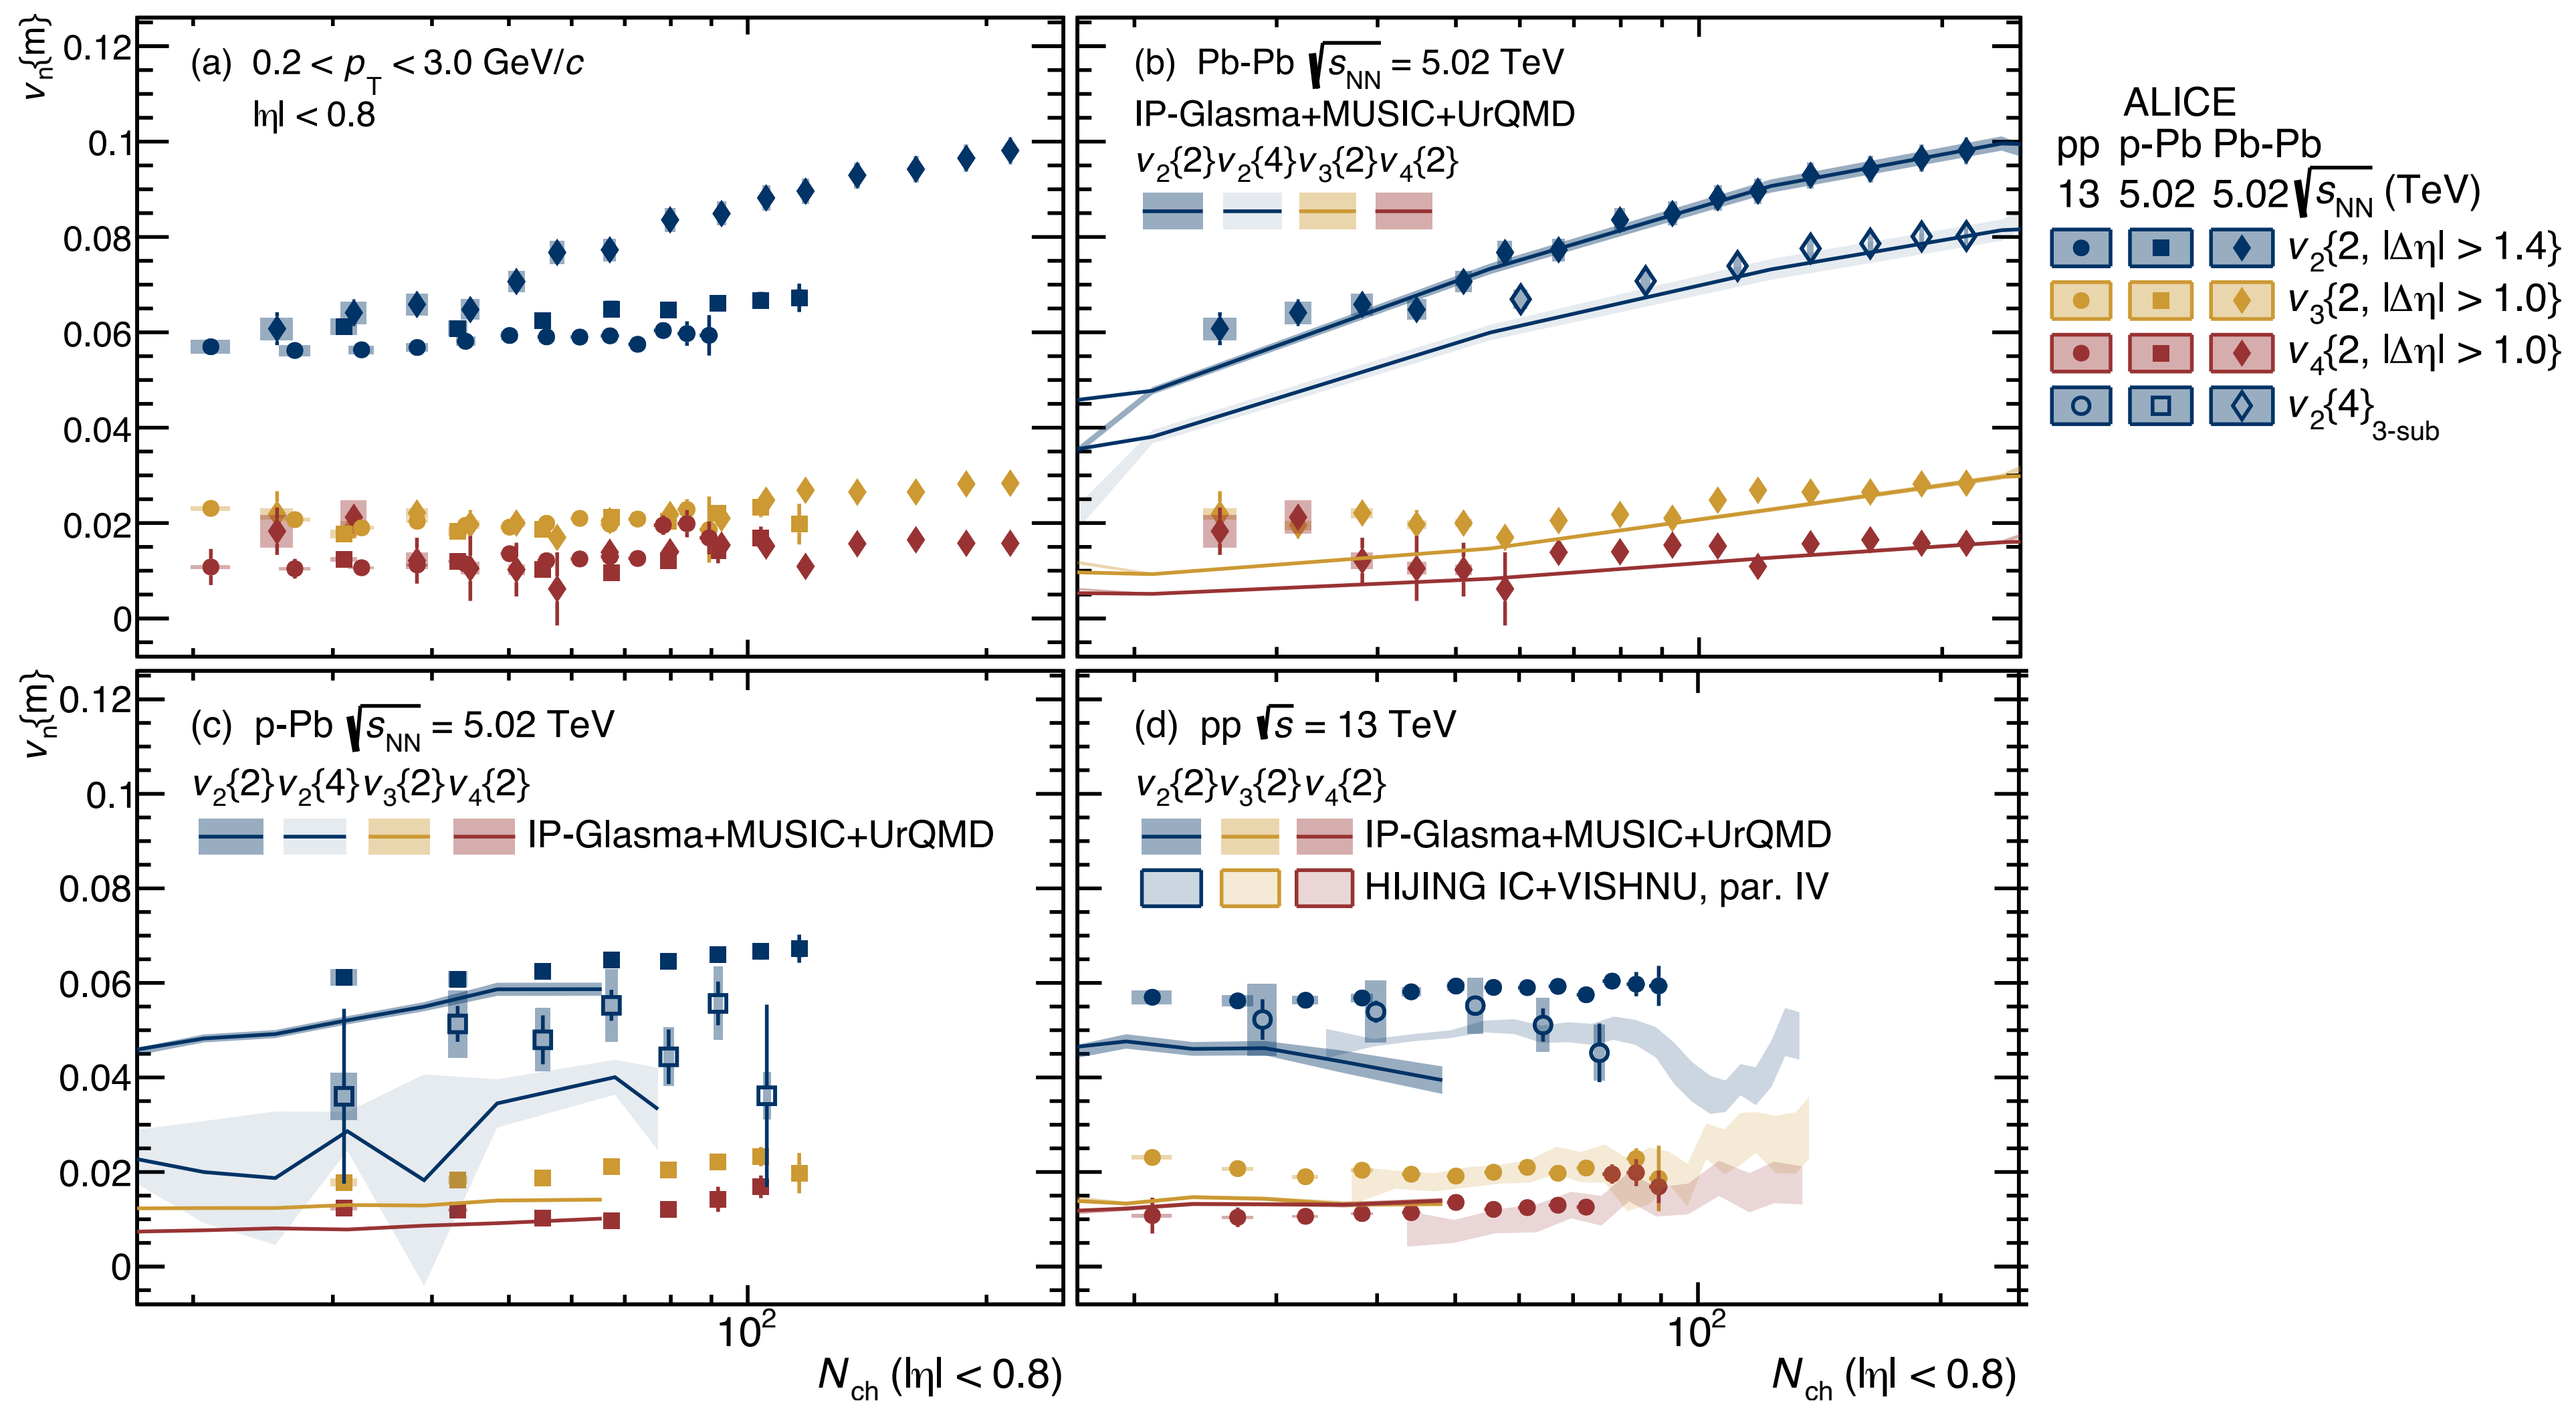 vn{m}
0.12
0.1
0.08
0.06
0.04
0.02
0
(a) 0.2 < pT < 3.0 GeV/c
|η| < 0.8
(b) Pb-Pb √sNN = 5.02 TeV
IP-Glasma+MUSIC+UrQMD
v2{2} v2{4} v3{2} v4{2}
ALICE
pp p-Pb Pb-Pb
13 5.02 5.02 √sNN (TeV)
v2{2, |Δη| > 1.4}
v3{2, |Δη| > 1.0}
v4{2, |Δη| > 1.0}
v2{4}3-sub
vn{m}
0.12
0.1
0.08
0.06
0.04
0.02
0
(c) p-Pb √sNN = 5.02 TeV
v2{2} v2{4} v3{2} v4{2}
IP-Glasma+MUSIC+UrQMD
10²
Nch (|η| < 0.8)
(d) pp √s = 13 TeV
v2{2} v3{2} v4{2}
IP-Glasma+MUSIC+UrQMD
HIJING IC+VISHNU, par. IV
10²
Nch (|η| < 0.8)